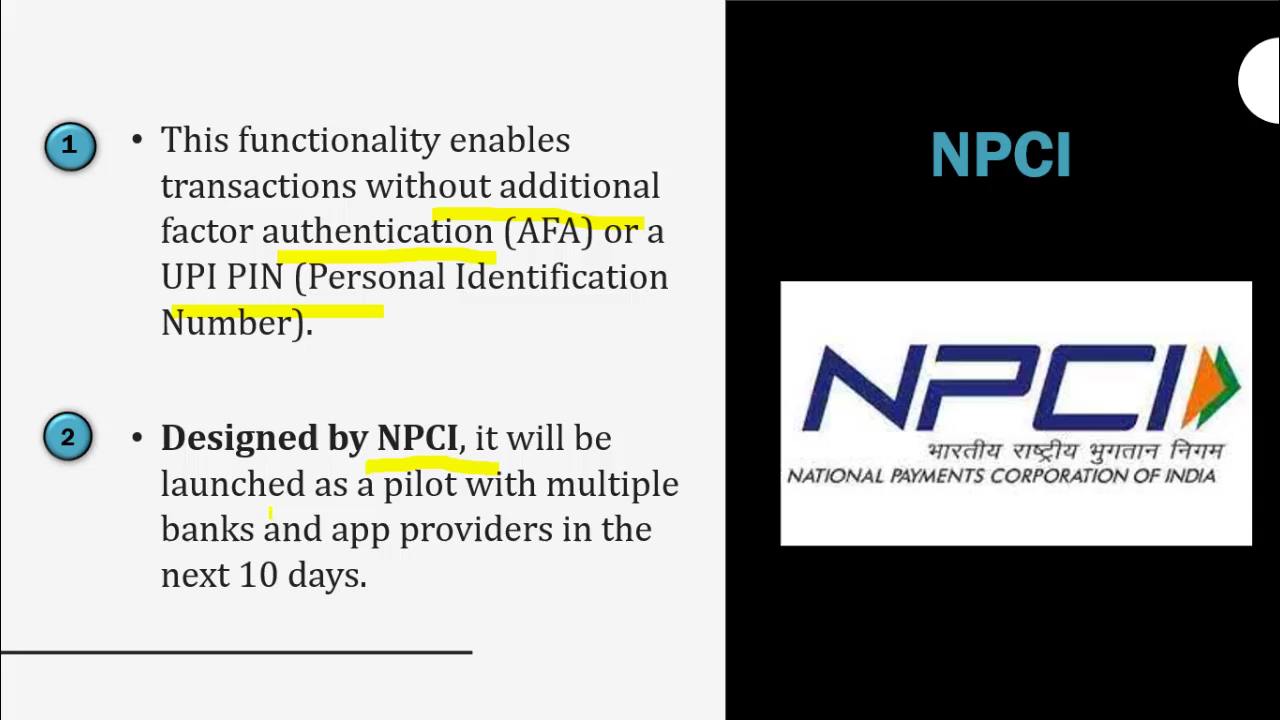 1
• This functionality enables
transactions without additional
factor authentication (AFA) or a
UPI PIN (Personal Identification
Number).
2
• Designed by NPCI, it will be
launched as a pilot with multiple
banks and app providers in the
next 10 days.
NPCI
NPCI
भारतीय राष्ट्रीय भुगतान निगम
NATIONAL PAYMENTS CORPORATION OF INDIA